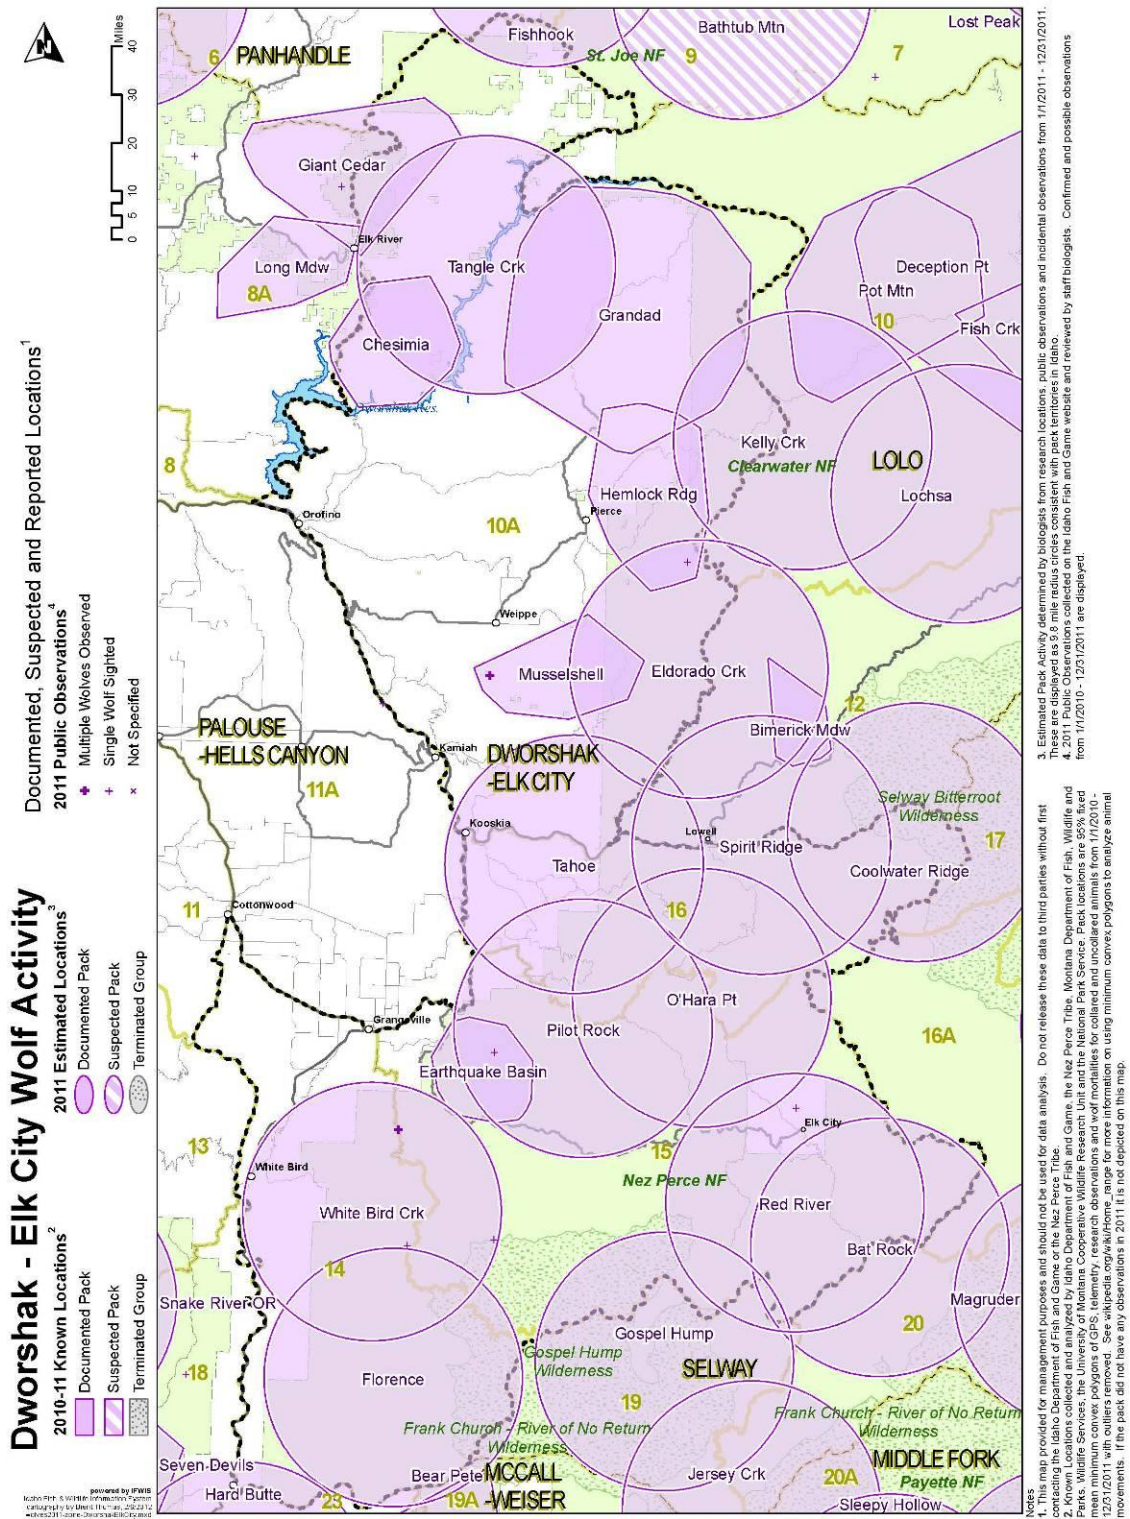 Dworshak - Elk City Wolf Activity
2010-11 Known Locations2
Documented Pack
Suspected Pack
Terminated Group
2011 Estimated Locations3
Documented Pack
Suspected Pack
Terminated Group
Documented, Suspected and Reported Locations1
2011 Public Observations4
Multiple Wolves Observed
Single Wolf Sighted
Not Specified
0 5 10 20 30 40
Miles
powered by IFWIS
Idaho Fish & Wildlife Information System
6
PANHANDLE
Fishhook
St. Joe NF
Bathtub Mtn
9
7
Lost Peak
Giant Cedar
Elk River
Long Mdw
8A
Tangle Crk
Chesimia
Grandad
Deception Pt
Pot Mtn
10
Fish Crk
8
Kelly Crk
Clearwater NF
LOLO
Lochsa
Hemlock Rdg
Pierce
Orofino
10A
Weippe
Musselshell
Eldorado Crk
12
Bimerick Mdw
PALOUSE
-HELLS CANYON
11A
Kamiah
DWORSHAK
-ELK CITY
Kooskia
Lowell
Spirit Ridge
Selway Bitterroot
Wilderness
17
Tahoe
Coolwater Ridge
11
Cottonwood
16
O'Hara Pt
Pilot Rock
Grangeville
Earthquake Basin
16A
Elk City
13
White Bird
15
Nez Perce NF
White Bird Crk
Red River
Bat Rock
14
Snake River OR
Magruder
20
Gospel Hump
Gospel Hump
Wilderness
SELWAY
18
Florence
19
Frank Church - River of No Return
Wilderness
Frank Church - River of No Return
Wilderness
Seven Devils
Hard Butte
23
Bear Pete
19A
MCCALL
-WEISER
Jersey Crk
20A
MIDDLE FORK
Payette NF
Sleepy Hollow
Notes
1. This map provided for management purposes and should not be used for data analysis. Do not release these data to third parties without first
contacting the Idaho Department of Fish and Game or the Nez Perce Tribe.
2. Known Locations collected and analyzed by Idaho Department of Fish and Game, the Nez Perce Tribe, Montana Department of Fish, Wildlife and
Parks, Wildlife Services, the University of Montana Cooperative Wildlife Research Unit and the National Park Service. Pack locations are 95% fixed
mean minimum convex polygons of GPS, telemetry, research observations and wolf mortalities for collared and uncollared animals from 1/1/2010 -
12/31/2011 with outliers removed. See wikipedia.org/wiki/Home_range for more information on using minimum convex polygons to analyze animal
movements. If the pack did not have any observations in 2011 it is not depicted on this map.
3. Estimated Pack Activity determined by biologists from research locations, public observations and incidental observations from 1/1/2011 - 12/31/2011.
These are displayed as 9.8 mile radius circles consistent with pack territories in Idaho.
4. 2011 Public Observations collected on the Idaho Fish and Game website and reviewed by staff biologists. Confirmed and possible observations
from 1/1/2010 - 12/31/2011 are displayed.